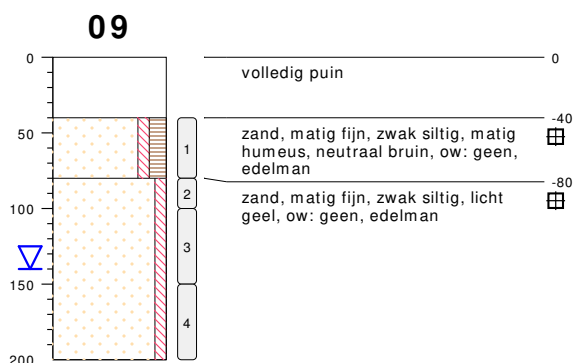 09
0
0
volledig puin
-40
50
1
zand, matig fijn, zwak siltig, matig
humeus, neutraal bruin, ow: geen,
edelman
-80
2
zand, matig fijn, zwak siltig, licht
geel, ow: geen, edelman
100
3
150
4
200